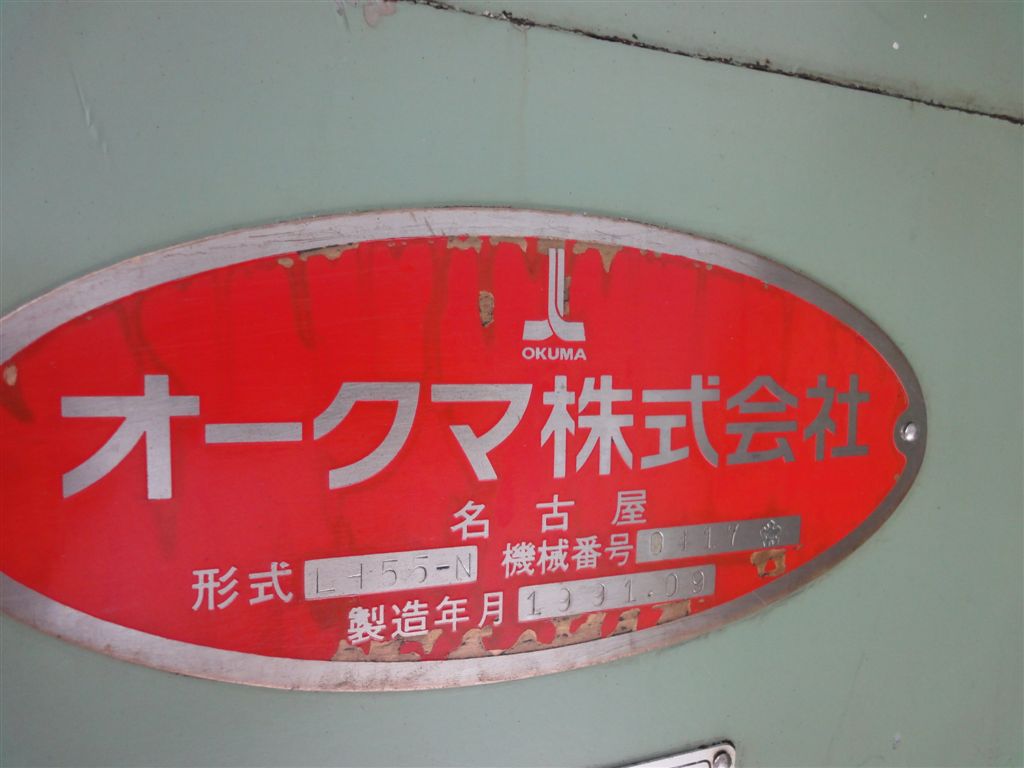 OKUMA
オークマ株式会社
名古屋
形式 LH55-N 機械番号 0417
製造年月 1991.09